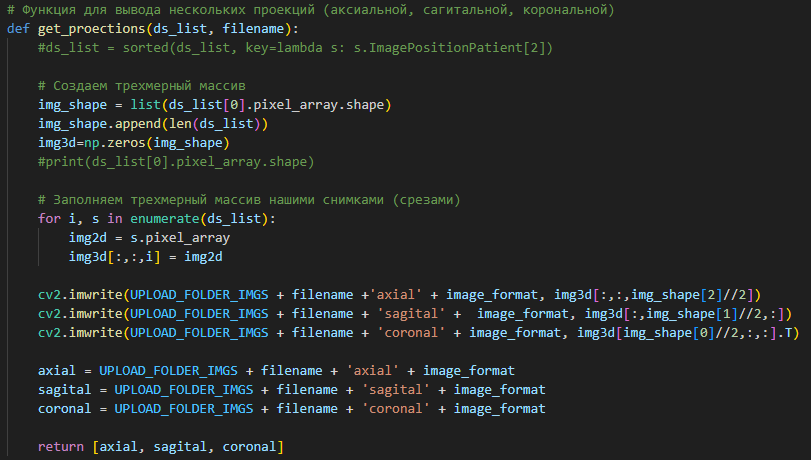 # Функция для вывода нескольких проекций (аксиальной, сагитальной, корональной)
def get_proections(ds_list, filename):
    #ds_list = sorted(ds_list, key=lambda s: s.ImagePositionPatient[2])

    # Создаем трехмерный массив
    img_shape = list(ds_list[0].pixel_array.shape)
    img_shape.append(len(ds_list))
    img3d=np.zeros(img_shape)
    #print(ds_list[0].pixel_array.shape)

    # Заполняем трехмерный массив нашими снимками (срезами)
    for i, s in enumerate(ds_list):
        img2d = s.pixel_array
        img3d[:,:,i] = img2d

    cv2.imwrite(UPLOAD_FOLDER_IMGS + filename +'axial' + image_format, img3d[:,:,img_shape[2]//2])
    cv2.imwrite(UPLOAD_FOLDER_IMGS + filename + 'sagital' +  image_format, img3d[:,img_shape[1]//2,:])
    cv2.imwrite(UPLOAD_FOLDER_IMGS + filename + 'coronal' + image_format, img3d[img_shape[0]//2,:,:].T)

    axial = UPLOAD_FOLDER_IMGS + filename + 'axial' + image_format
    sagital = UPLOAD_FOLDER_IMGS + filename + 'sagital' + image_format
    coronal = UPLOAD_FOLDER_IMGS + filename + 'coronal' + image_format

    return [axial, sagital, coronal]